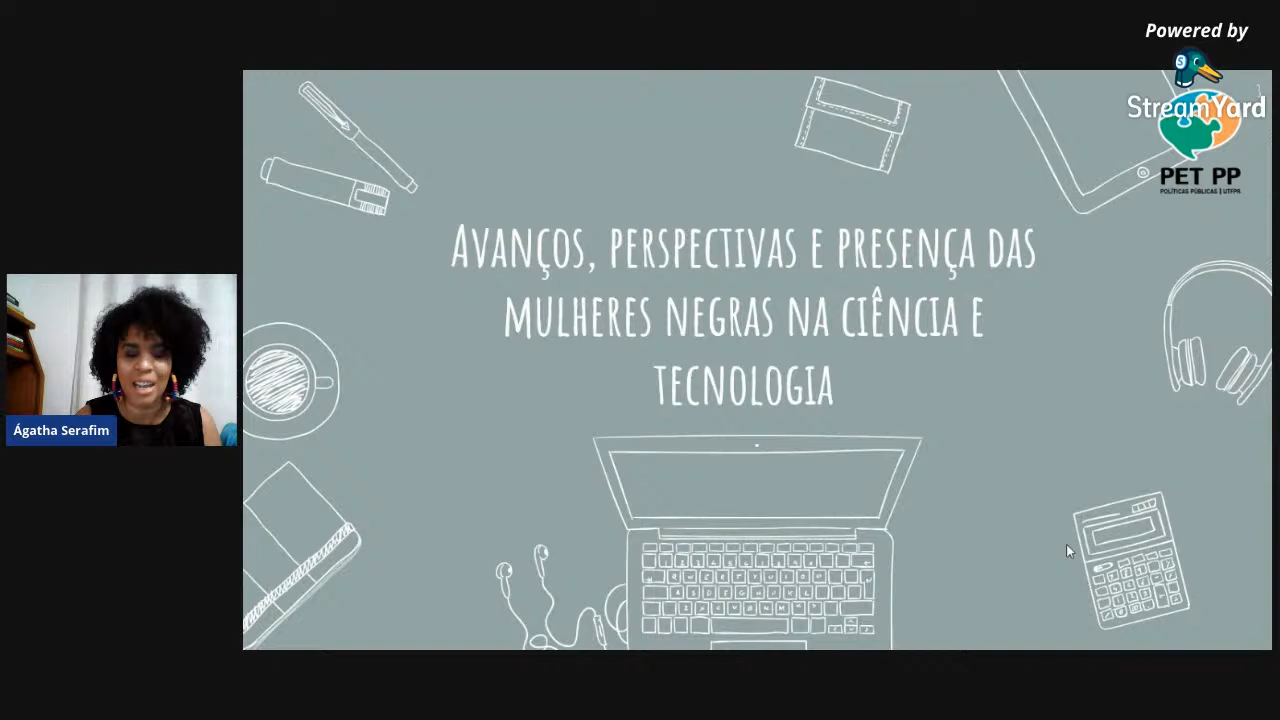 Powered by
StreamYard
PET PP
POLÍTICAS PÚBLICAS | UTFPR
AVANÇOS, PERSPECTIVAS E PRESENÇA DAS
MULHERES NEGRAS NA CIÊNCIA E
TECNOLOGIA
Ágatha Serafim